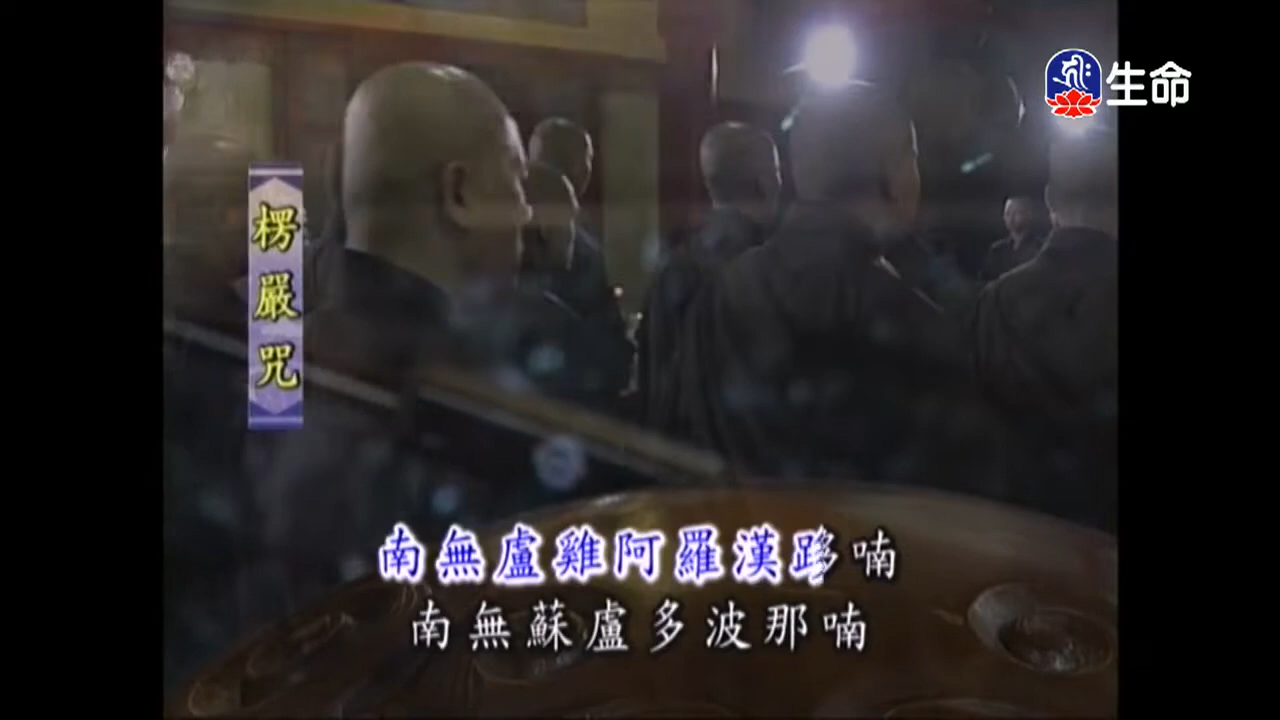 生命
楞嚴咒
南無盧雞阿羅漢跢喃
南無蘇盧多波那喃